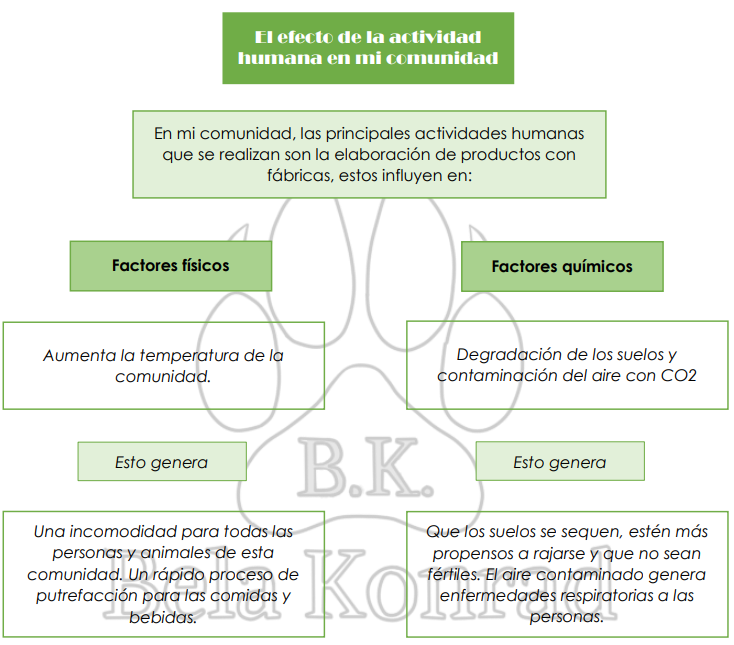 El efecto de la actividad
humana en mi comunidad
En mi comunidad, las principales actividades humanas
que se realizan son la elaboración de productos con
fábricas, estos influyen en:
Factores físicos
Factores químicos
Aumenta la temperatura de la
comunidad.
Degradación de los suelos y
contaminación del aire con CO2
Esto genera
Esto genera
Una incomodidad para todas las
personas y animales de esta
comunidad. Un rápido proceso de
putrefacción para las comidas y
bebidas.
Que los suelos se sequen, estén más
propensos a rajarse y que no sean
fértiles. El aire contaminado genera
enfermedades respiratorias a las
personas.
B.K.
Bela Konrad